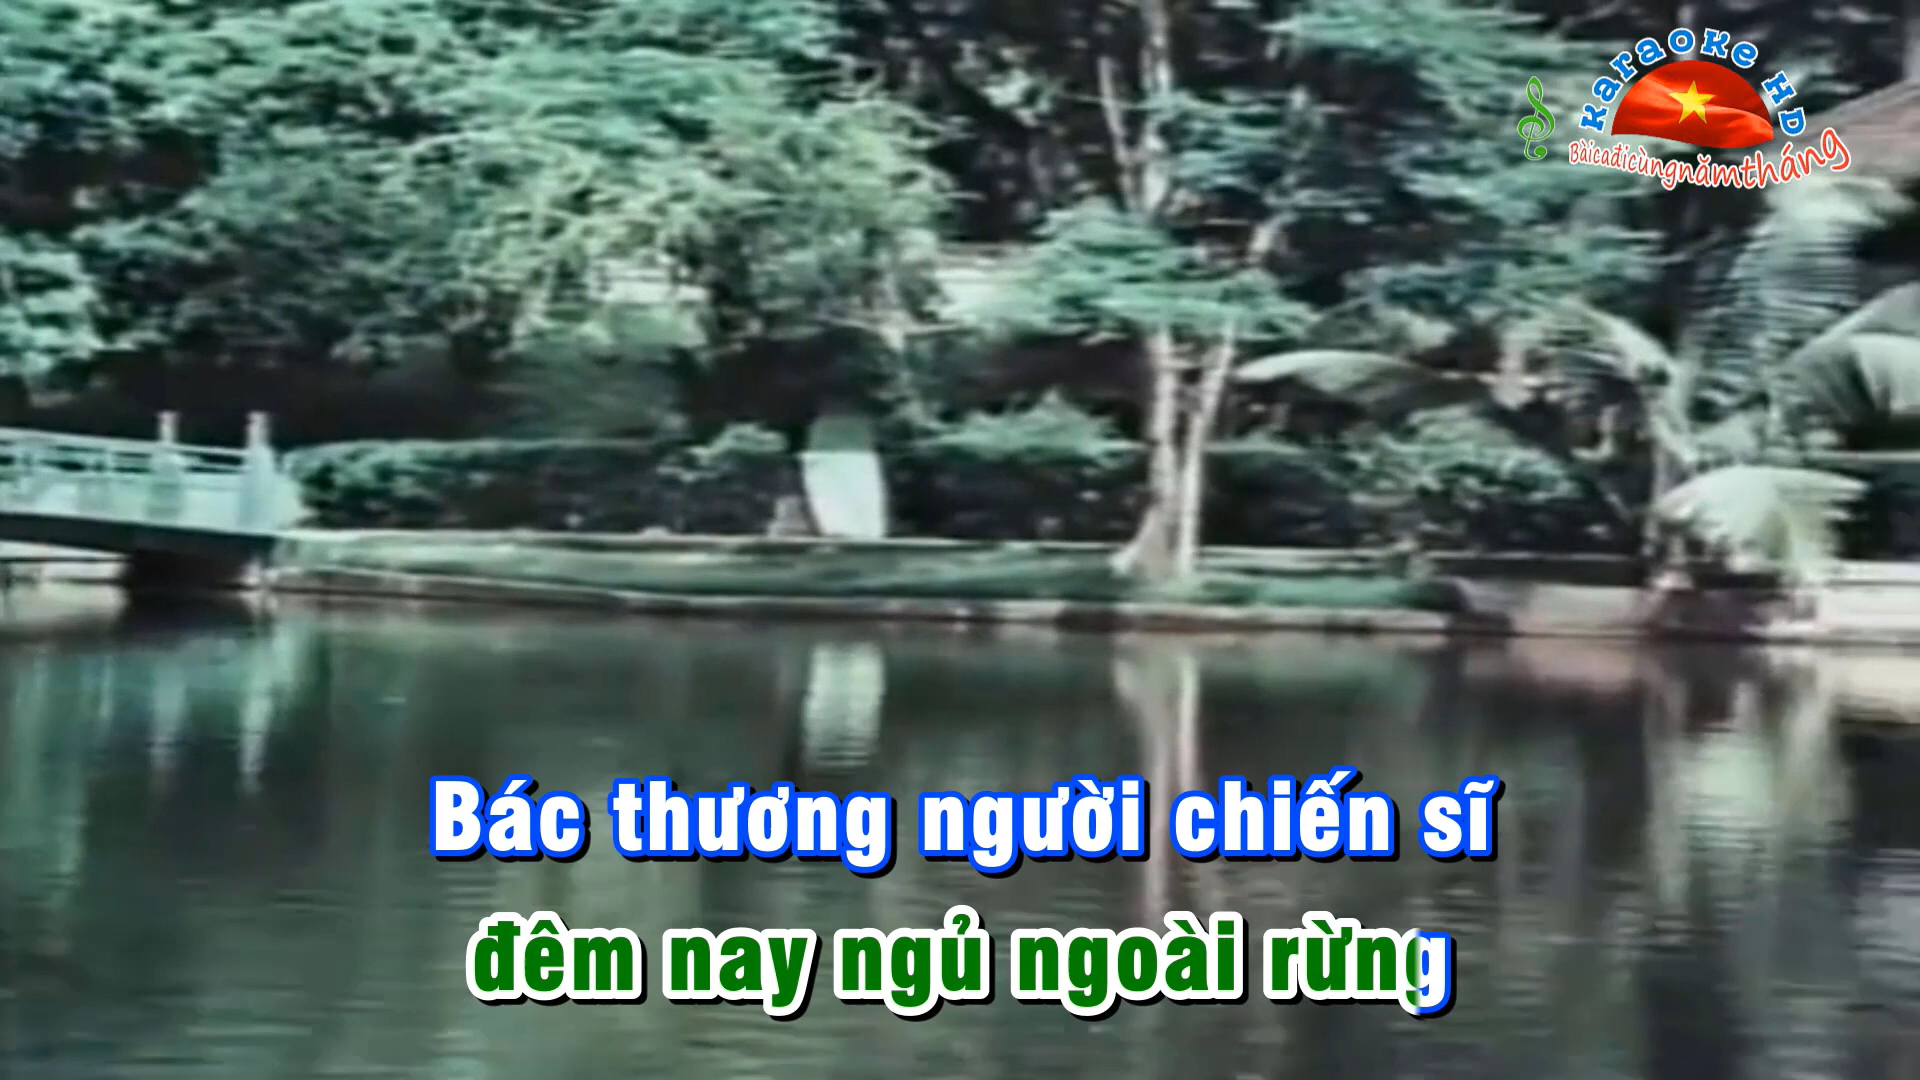 Karaoke HD
Bàicađicùngnămtháng
Bác thương người chiến sĩ
đêm nay ngủ ngoài rừng